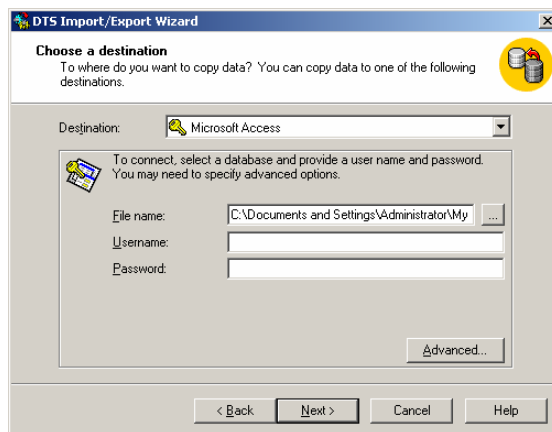 DTS Import/Export Wizard
Choose a destination
To where do you want to copy data? You can copy data to one of the following
destinations.
Destination: Microsoft Access
To connect, select a database and provide a user name and password.
You may need to specify advanced options.
File name: C:\Documents and Settings\Administrator\My ...
Username:
Password:
Advanced...
< Back Next > Cancel Help